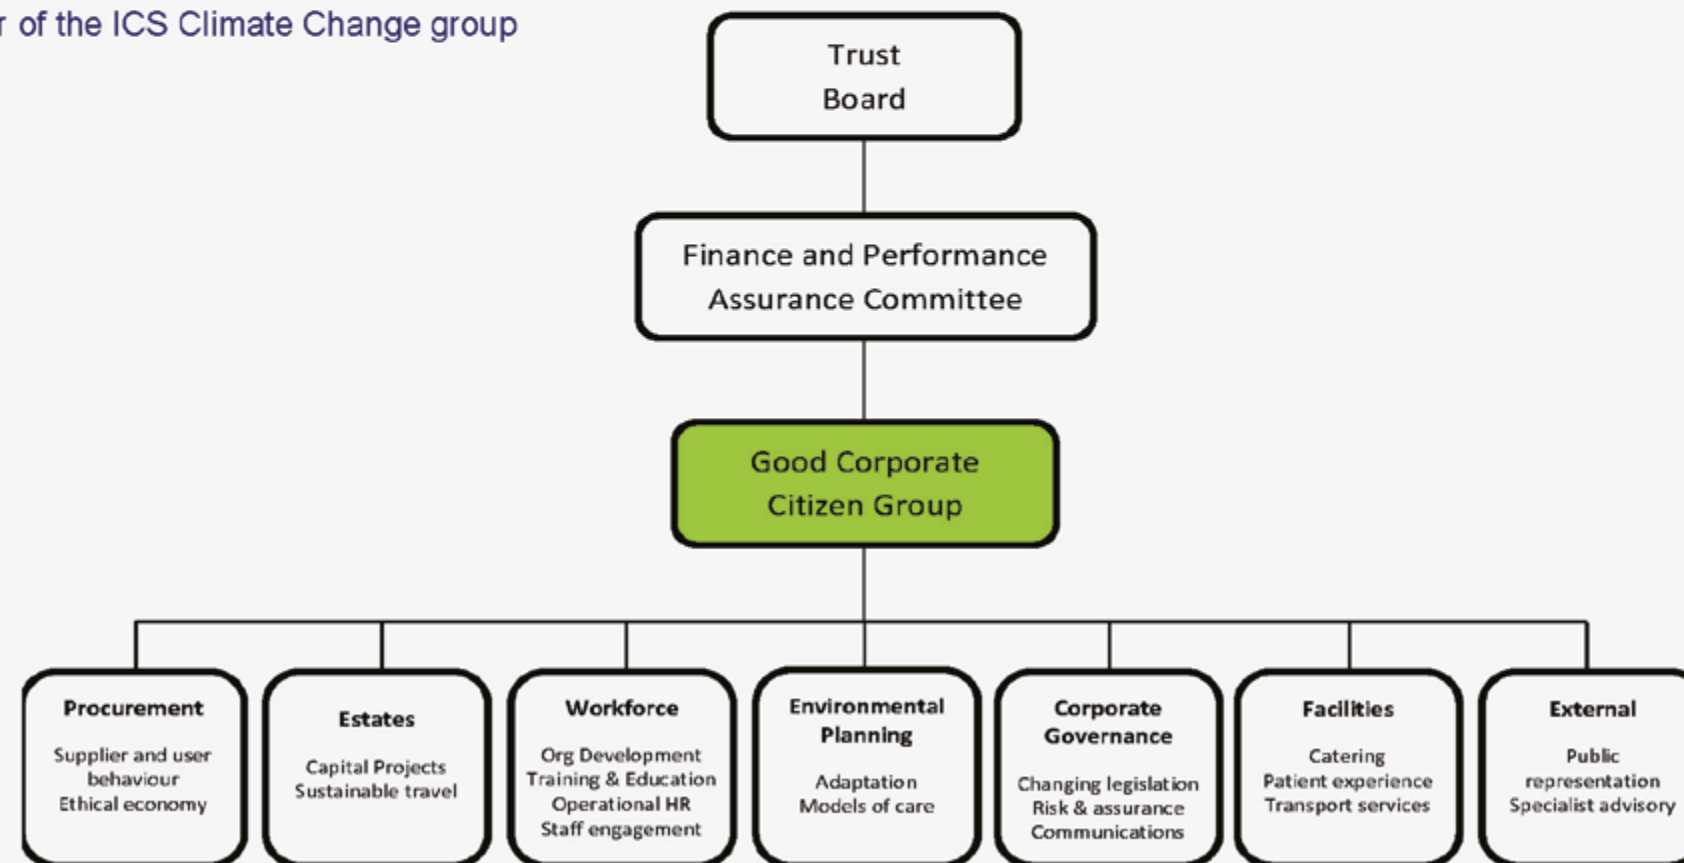 r of the ICS Climate Change group
Trust
Board
Finance and Performance
Assurance Committee
Good Corporate
Citizen Group
Procurement
Supplier and user
behaviour
Ethical economy
Estates
Capital Projects
Sustainable travel
Workforce
Org Development
Training & Education
Operational HR
Staff engagement
Environmental
Planning
Adaptation
Models of care
Corporate
Governance
Changing legislation
Risk & assurance
Communications
Facilities
Catering
Patient experience
Transport services
External
Public
representation
Specialist advisory